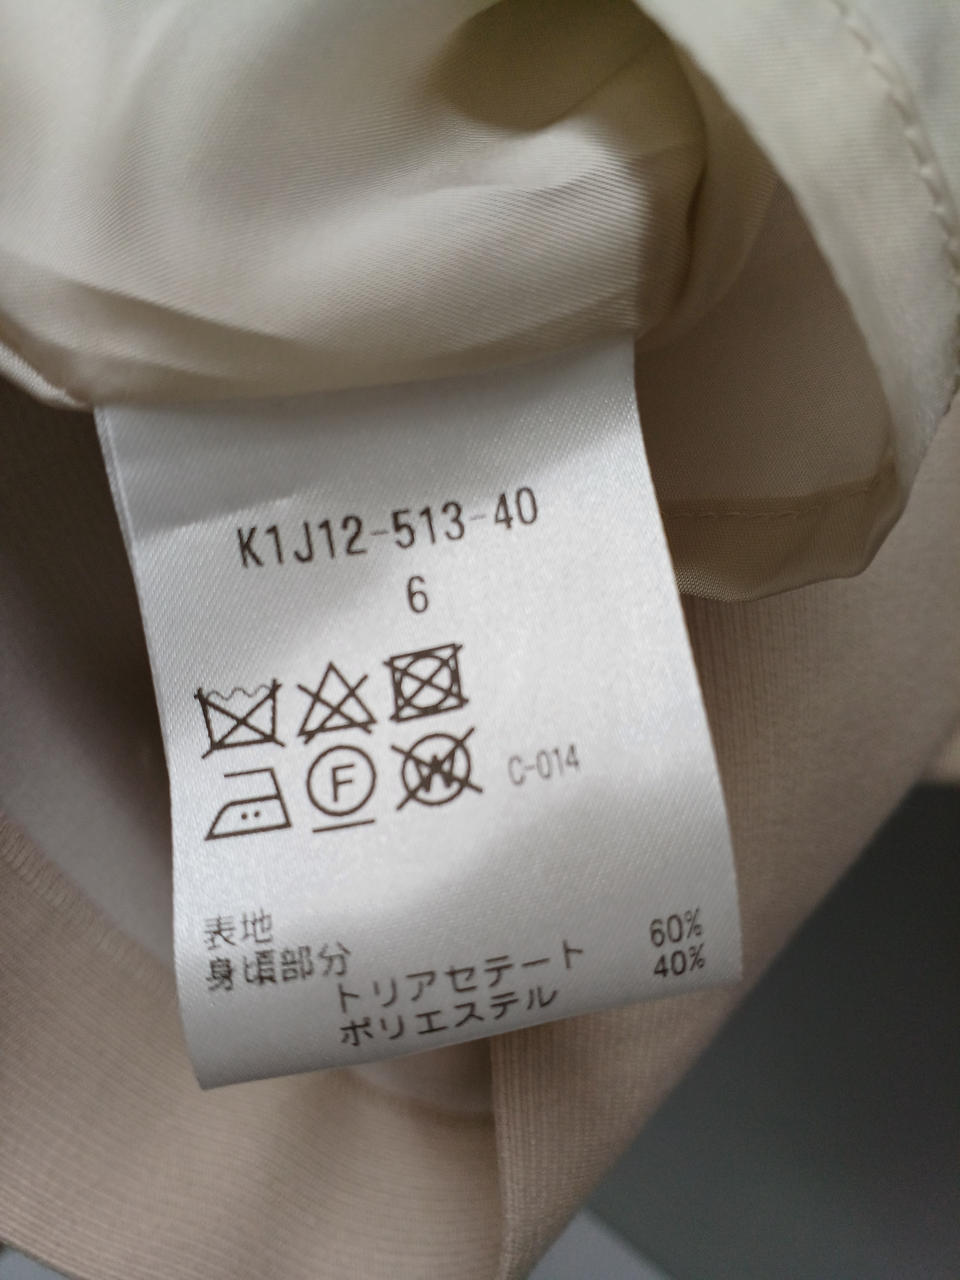 K1J12-513-40
6
F W C-014
表地
身頃部分
トリアセテート 60%
ポリエステル 40%